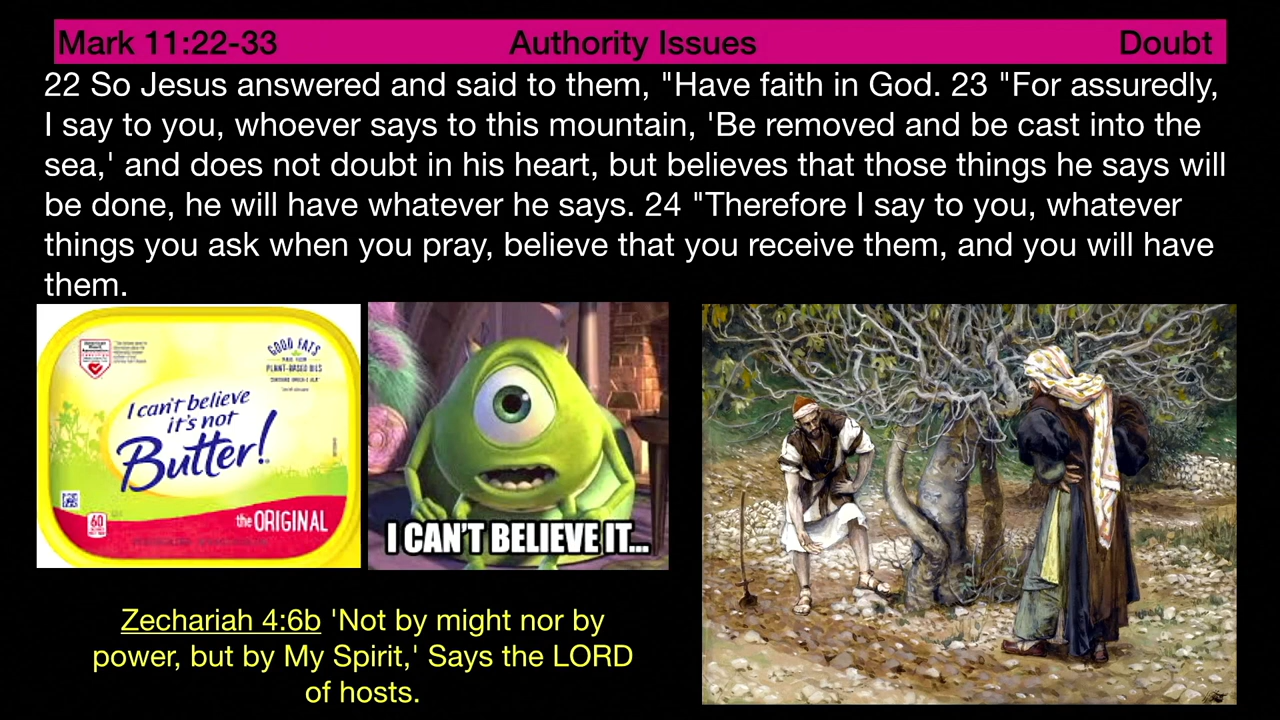 Mark 11:22-33 Authority Issues Doubt
22 So Jesus answered and said to them, "Have faith in God. 23 "For assuredly,
I say to you, whoever says to this mountain, 'Be removed and be cast into the
sea,' and does not doubt in his heart, but believes that those things he says will
be done, he will have whatever he says. 24 "Therefore I say to you, whatever
things you ask when you pray, believe that you receive them, and you will have
them.
GOOD FATS
PLANT-BASED OILS
I can't believe
it's not
Butter!
the ORIGINAL
60
I CAN'T BELIEVE IT...
Zechariah 4:6b 'Not by might nor by
power, but by My Spirit,' Says the LORD
of hosts.